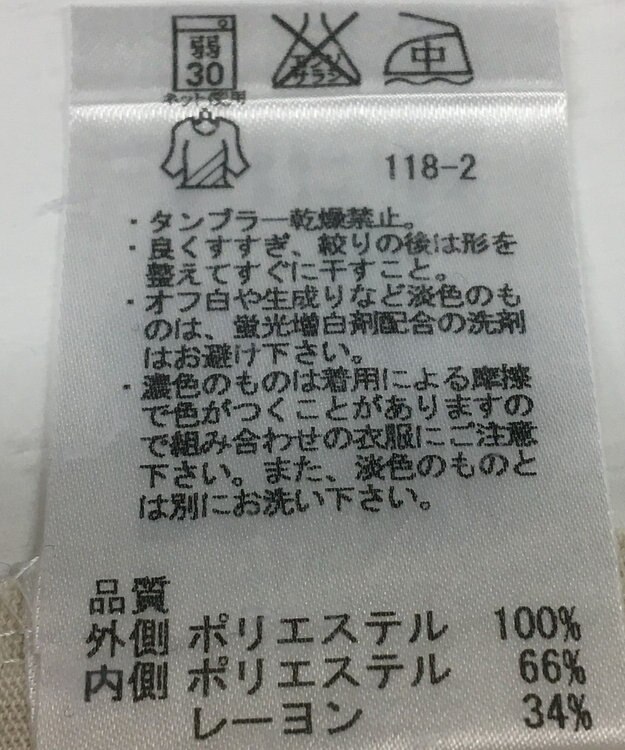 弱
30
ネット使用
エンソ
サラシ
中
118-2
・タンブラー乾燥禁止。
・良くすすぎ、絞りの後は形を
整えてすぐに干すこと。
・オフ白や生成りなど淡色のも
のは、蛍光増白剤配合の洗剤
はお避け下さい。
・濃色のものは着用による摩擦
で色がつくことがありますの
で組み合わせの衣服にご注意
下さい。また、淡色のものと
は別にお洗い下さい。
品質
外側 ポリエステル 100%
内側 ポリエステル 66%
レーヨン 34%